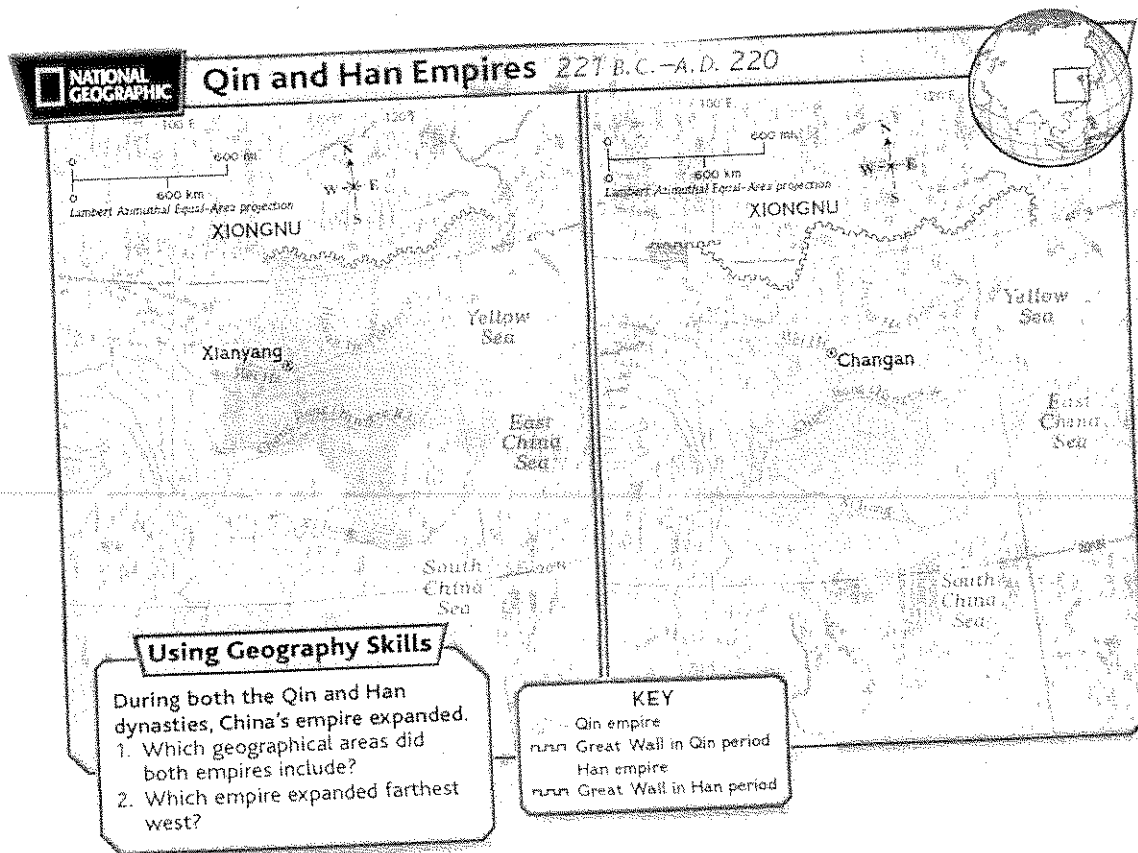 NATIONAL
GEOGRAPHIC
Qin and Han Empires 221 B.C.–A.D. 220
100 E
120 E
600 mi.
600 km
Lambert Azimuthal Equal-Area projection
N
W E
S
XIONGNU
Yellow
Sea
Xianyang
East
China
Sea
South
China
Sea
100 E
120 E
600 mi.
600 km
Lambert Azimuthal Equal-Area projection
N
W E
S
XIONGNU
Yellow
Sea
Changan
East
China
Sea
South
China
Sea
Using Geography Skills
During both the Qin and Han
dynasties, China's empire expanded.
1. Which geographical areas did
both empires include?
2. Which empire expanded farthest
west?
KEY
Qin empire
Great Wall in Qin period
Han empire
Great Wall in Han period